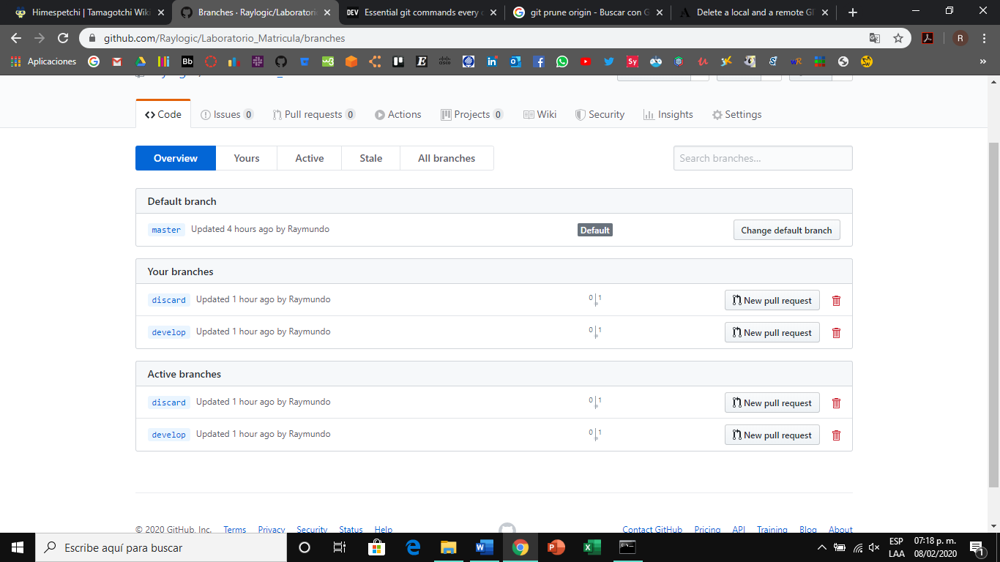 Himespetchi | Tamagotchi Wiki
Branches · Raylogic/Laboratorio
Essential git commands every
git prune origin - Buscar con G
Delete a local and a remote GI
github.com/Raylogic/Laboratorio_Matricula/branches
R
Aplicaciones
Code
Issues 0
Pull requests 0
Actions
Projects 0
Wiki
Security
Insights
Settings
Overview
Yours
Active
Stale
All branches
Search branches...
Default branch
master Updated 4 hours ago by Raymundo
Default
Change default branch
Your branches
discard Updated 1 hour ago by Raymundo
0 1
New pull request
develop Updated 1 hour ago by Raymundo
0 1
New pull request
Active branches
discard Updated 1 hour ago by Raymundo
0 1
New pull request
develop Updated 1 hour ago by Raymundo
0 1
New pull request
© 2020 GitHub, Inc. Terms Privacy Security Status Help
Contact GitHub Pricing API Training Blog About
Escribe aquí para buscar
ESP
LAA
07:18 p. m.
08/02/2020
1